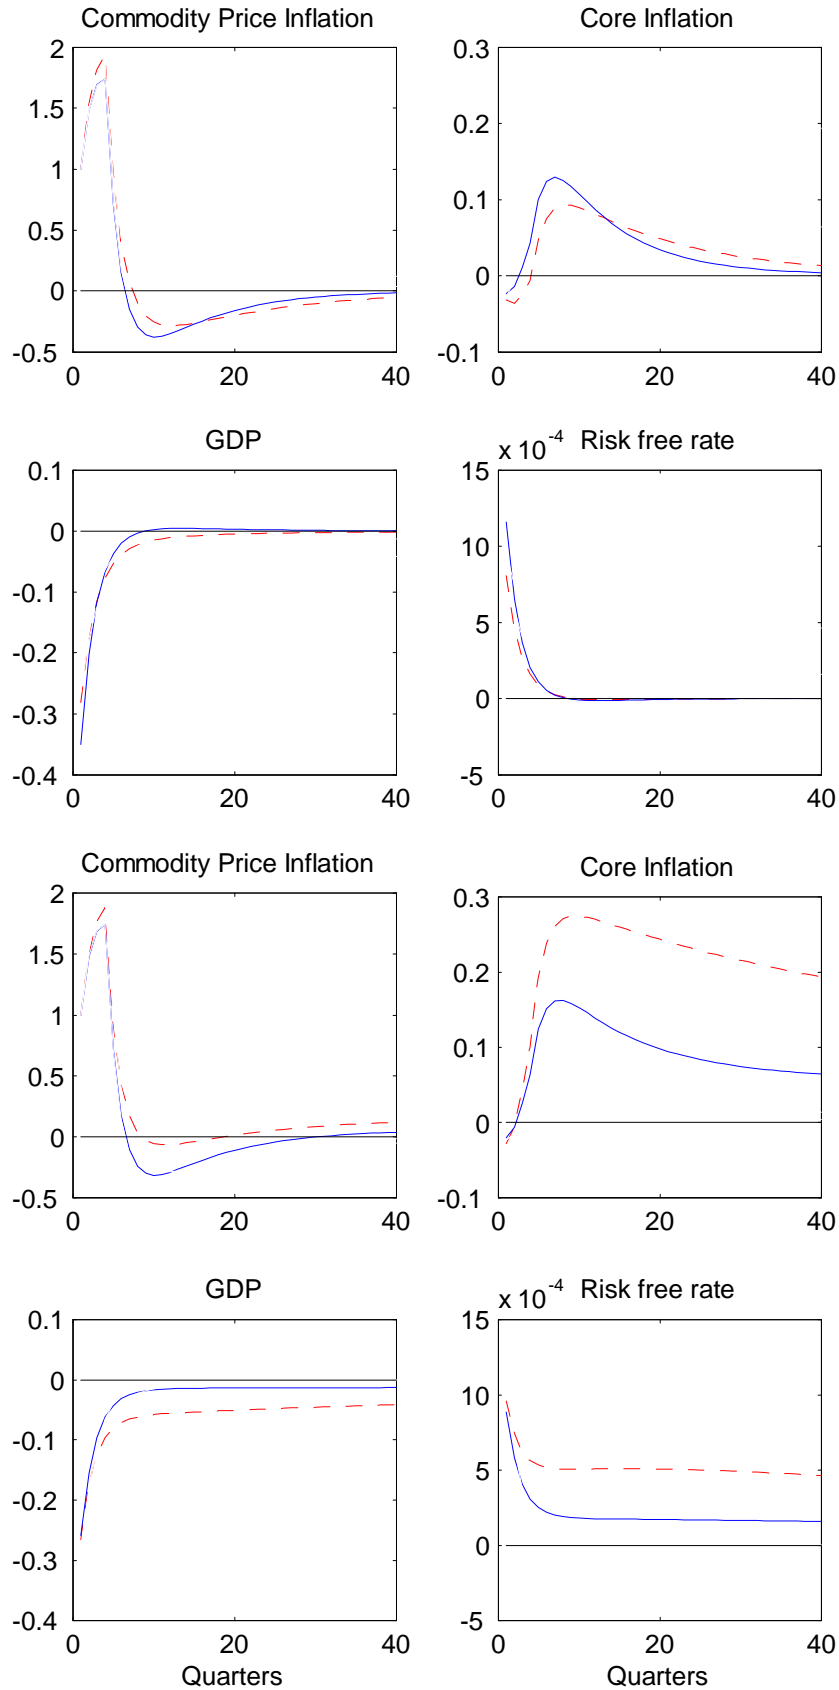 Commodity Price Inflation
2
1.5
1
0.5
0
-0.5
0 20 40
Core Inflation
0.3
0.2
0.1
0
-0.1
0 20 40
GDP
0.1
0
-0.1
-0.2
-0.3
-0.4
0 20 40
x 10^-4 Risk free rate
15
10
5
0
-5
0 20 40
Commodity Price Inflation
2
1.5
1
0.5
0
-0.5
0 20 40
Core Inflation
0.3
0.2
0.1
0
-0.1
0 20 40
GDP
0.1
0
-0.1
-0.2
-0.3
-0.4
0 20 40
Quarters
x 10^-4 Risk free rate
15
10
5
0
-5
0 20 40
Quarters